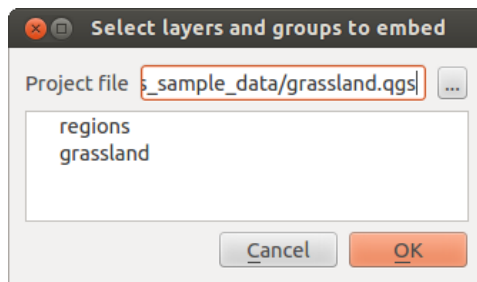 Select layers and groups to embed
Project file s_sample_data/grassland.qgs ...
regions
grassland
Cancel OK